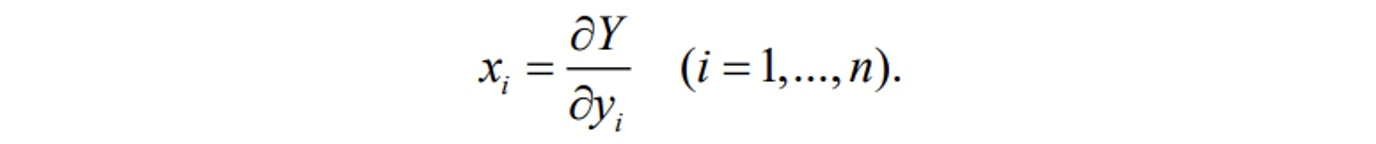 x_i = ∂Y/∂y_i (i = 1,..., n).